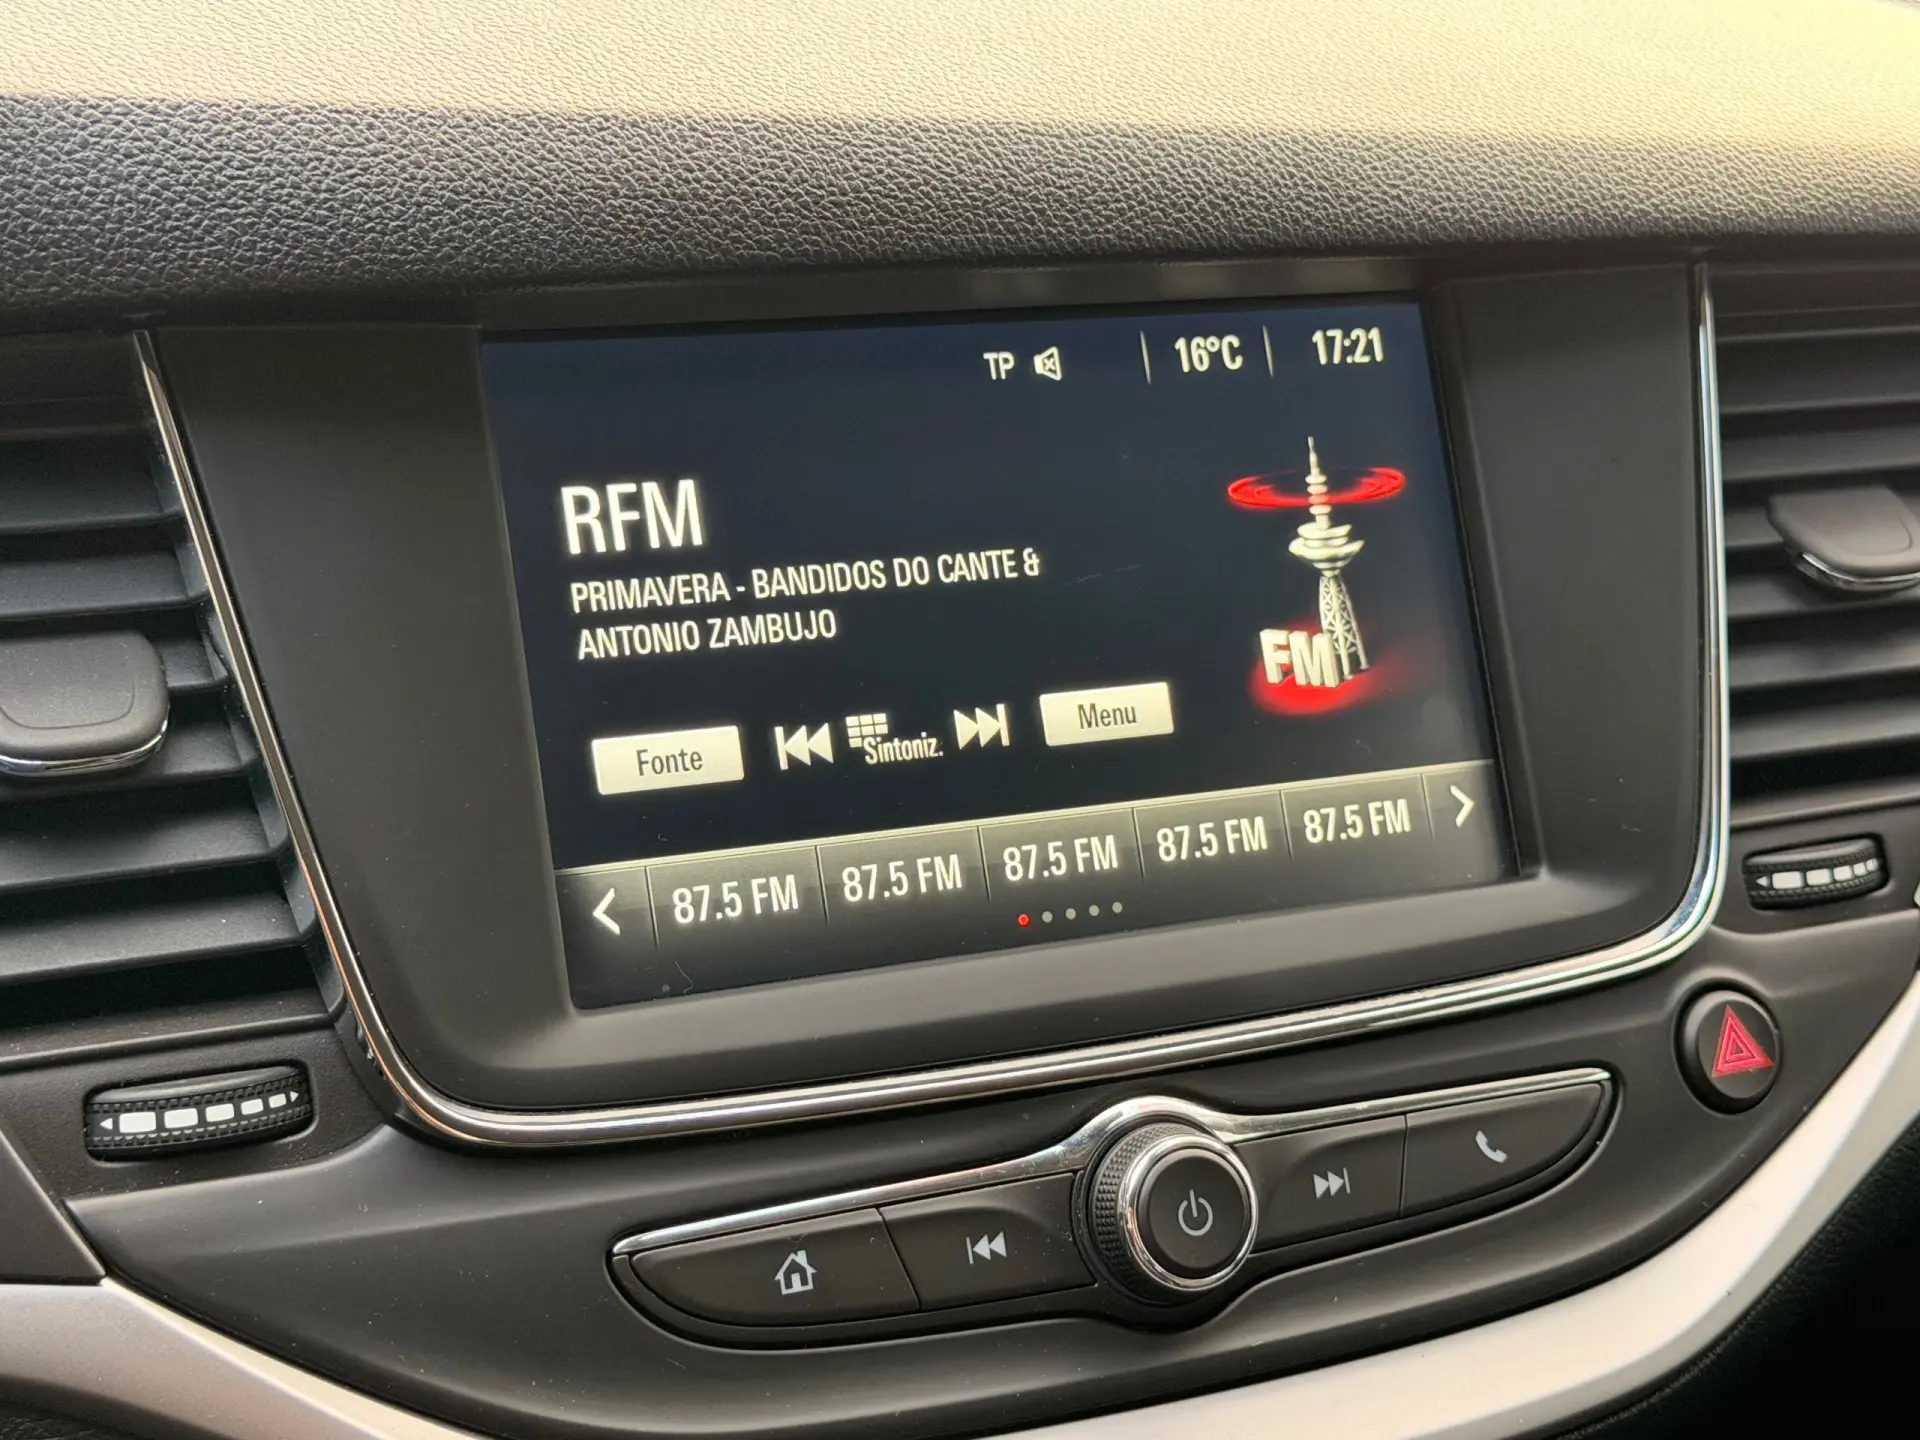 TP
16°C
17:21
RFM
PRIMAVERA - BANDIDOS DO CANTE &
ANTONIO ZAMBUJO
FM
Fonte
Sintoniz.
Menu
87.5 FM
87.5 FM
87.5 FM
87.5 FM
87.5 FM